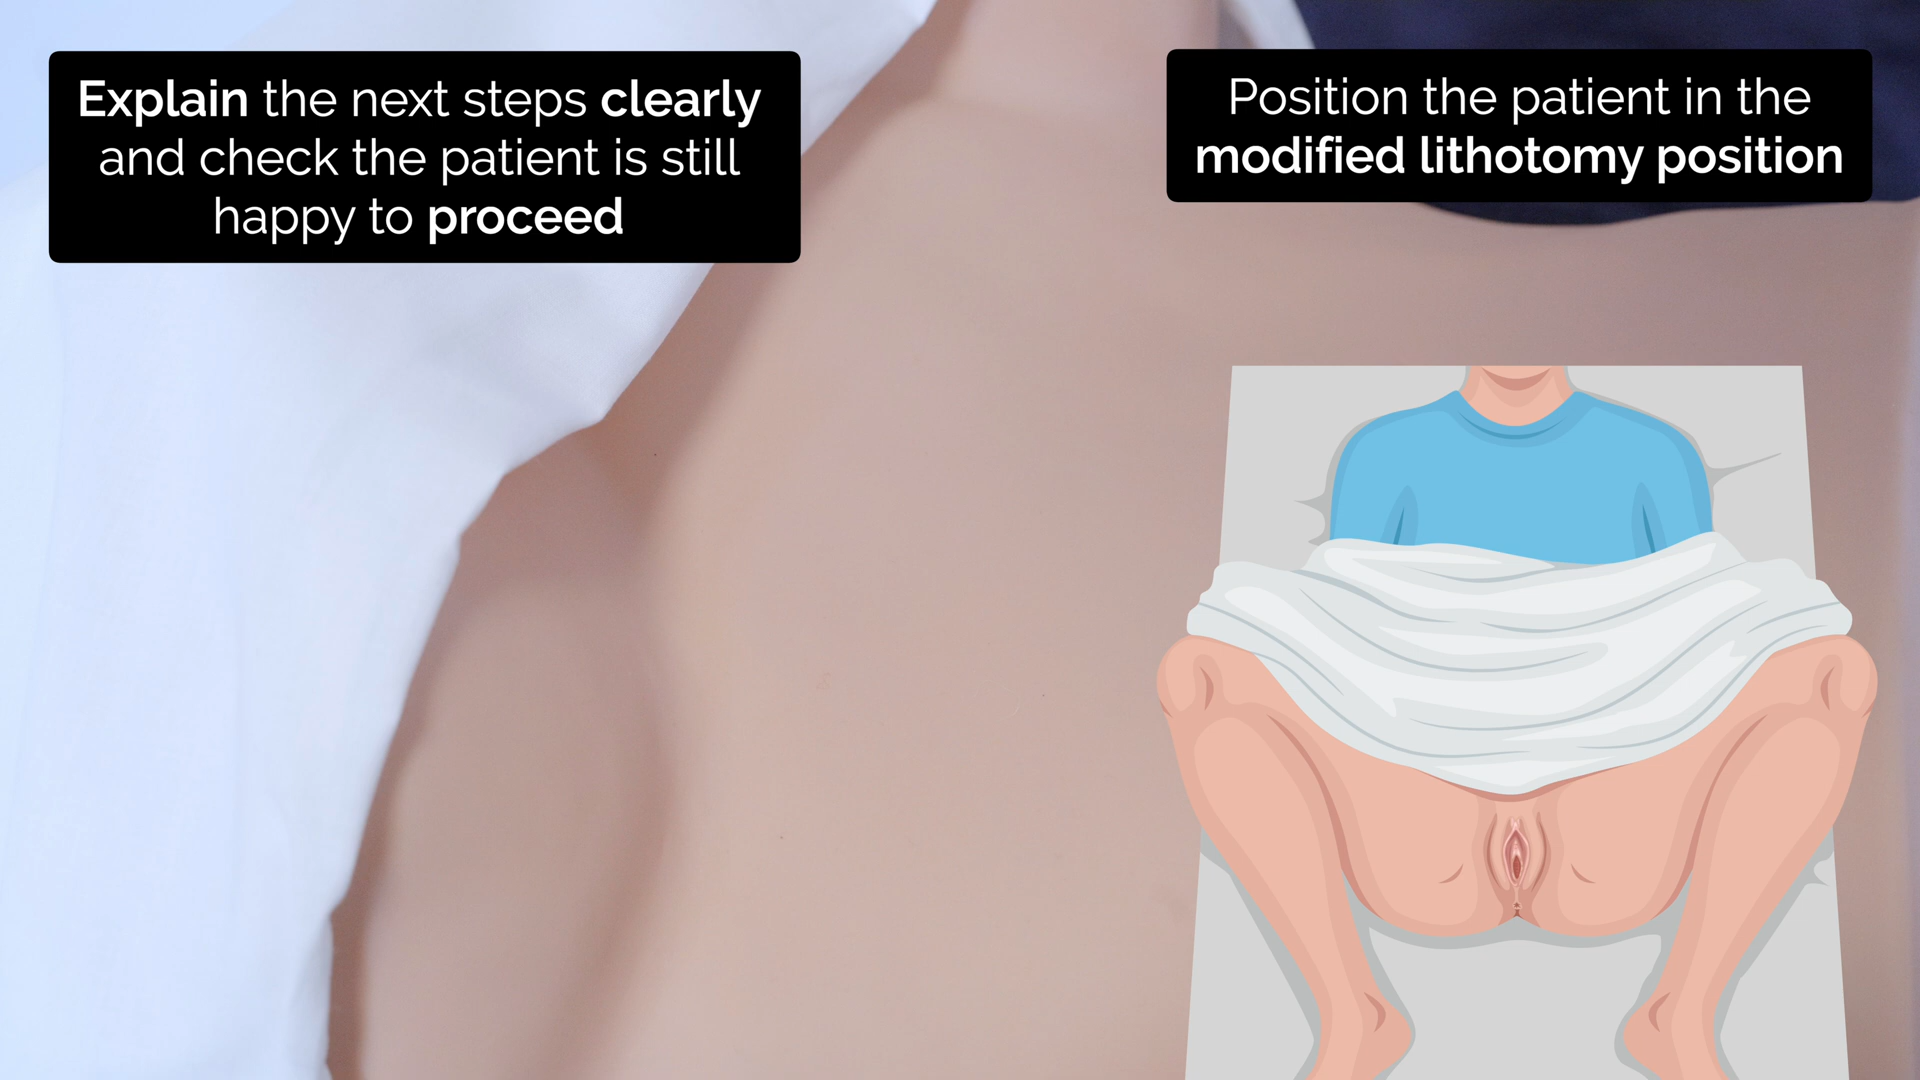 Explain the next steps clearly
and check the patient is still
happy to proceed
Position the patient in the
modified lithotomy position